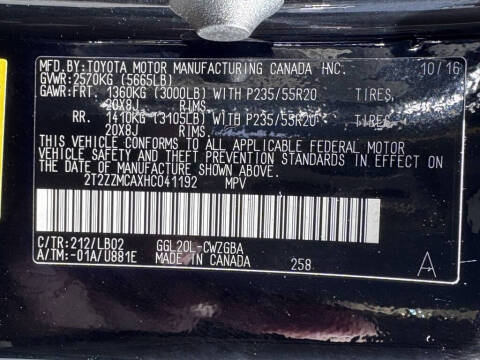 MFD.BY:TOYOTA MOTOR MANUFACTURING CANADA INC. 10/16
GVWR:2570KG (5665LB)
GAWR:FRT. 1360KG (3000LB) WITH P235/55R20 TIRES,
20X8J RIMS,
RR. 1410KG (3105LB) WITH P235/55R20 TIRES,
20X8J RIMS,
THIS VEHICLE CONFORMS TO ALL APPLICABLE FEDERAL MOTOR
VEHICLE SAFETY AND THEFT PREVENTION STANDARDS IN EFFECT ON
THE DATE OF MANUFACTURE SHOWN ABOVE.
2T2ZZMCAXHC041192 MPV
C/TR:212/LB02 GGL20L-CWZGBA
A/TM:-01A/U881E MADE IN CANADA 258 A